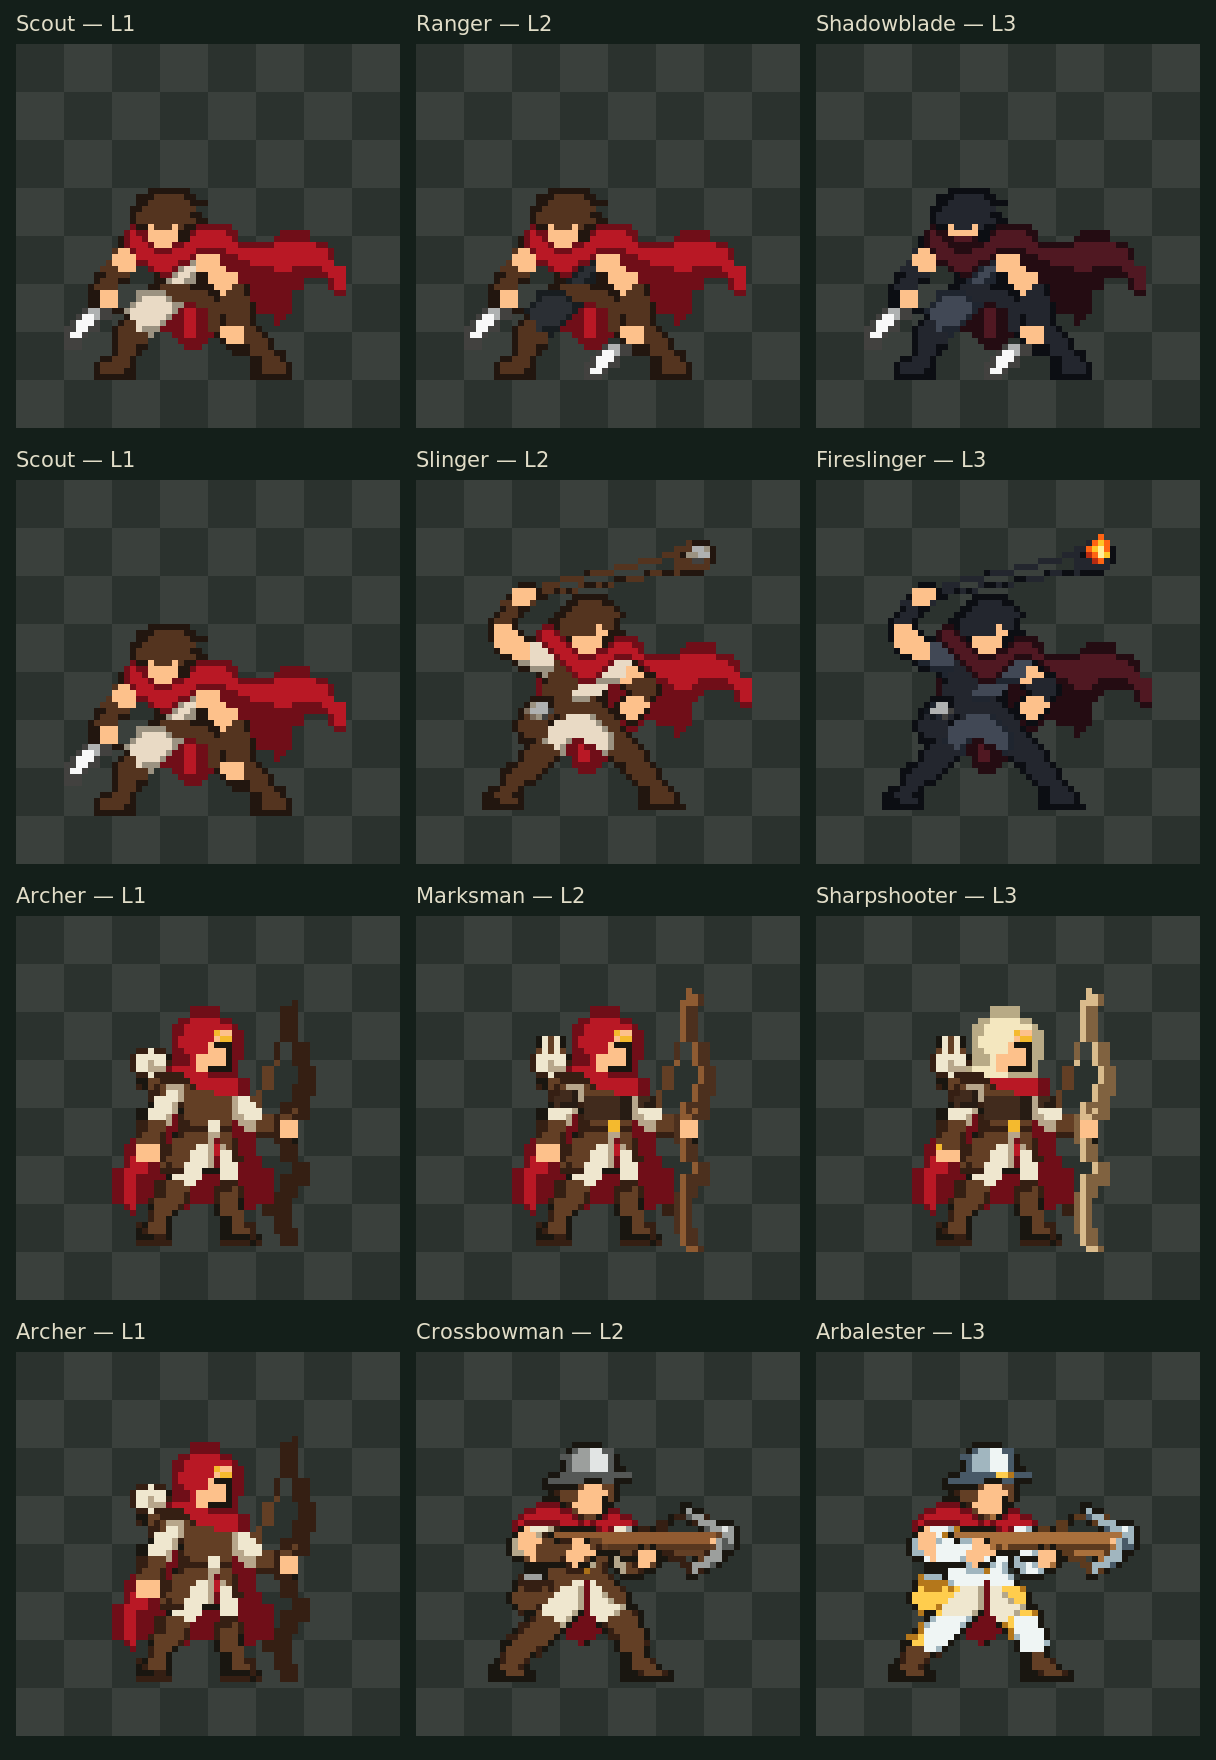 Scout — L1
Ranger — L2
Shadowblade — L3
Scout — L1
Slinger — L2
Fireslinger — L3
Archer — L1
Marksman — L2
Sharpshooter — L3
Archer — L1
Crossbowman — L2
Arbalester — L3